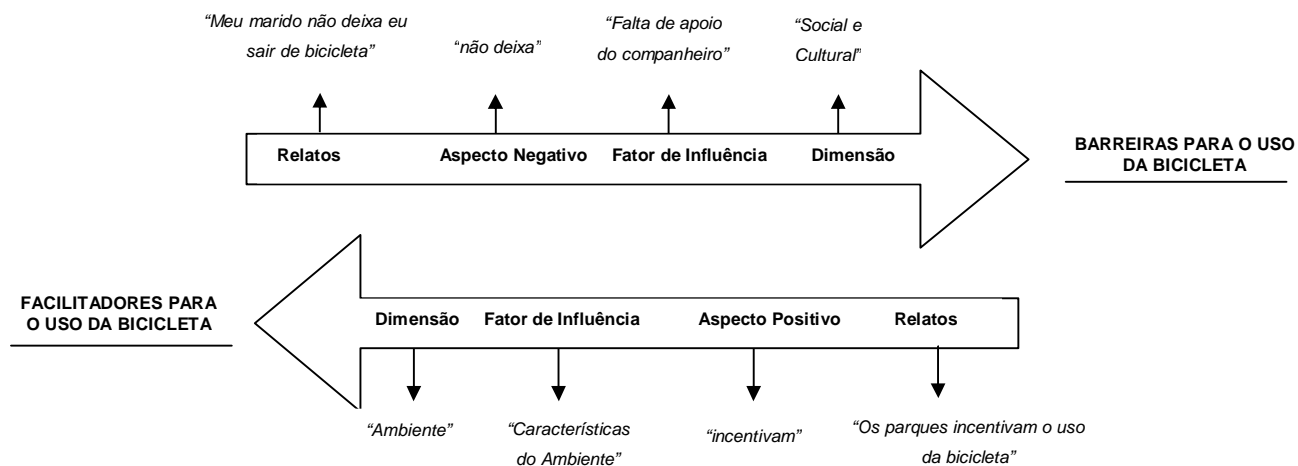 “Meu marido não deixa eu
sair de bicicleta”
“não deixa”
“Falta de apoio
do companheiro”
“Social e
Cultural”
Relatos
Aspecto Negativo
Fator de Influência
Dimensão
BARREIRAS PARA O USO
DA BICICLETA
FACILITADORES PARA
O USO DA BICICLETA
Dimensão
Fator de Influência
Aspecto Positivo
Relatos
“Ambiente”
“Características
do Ambiente”
“incentivam”
“Os parques incentivam o uso
da bicicleta”